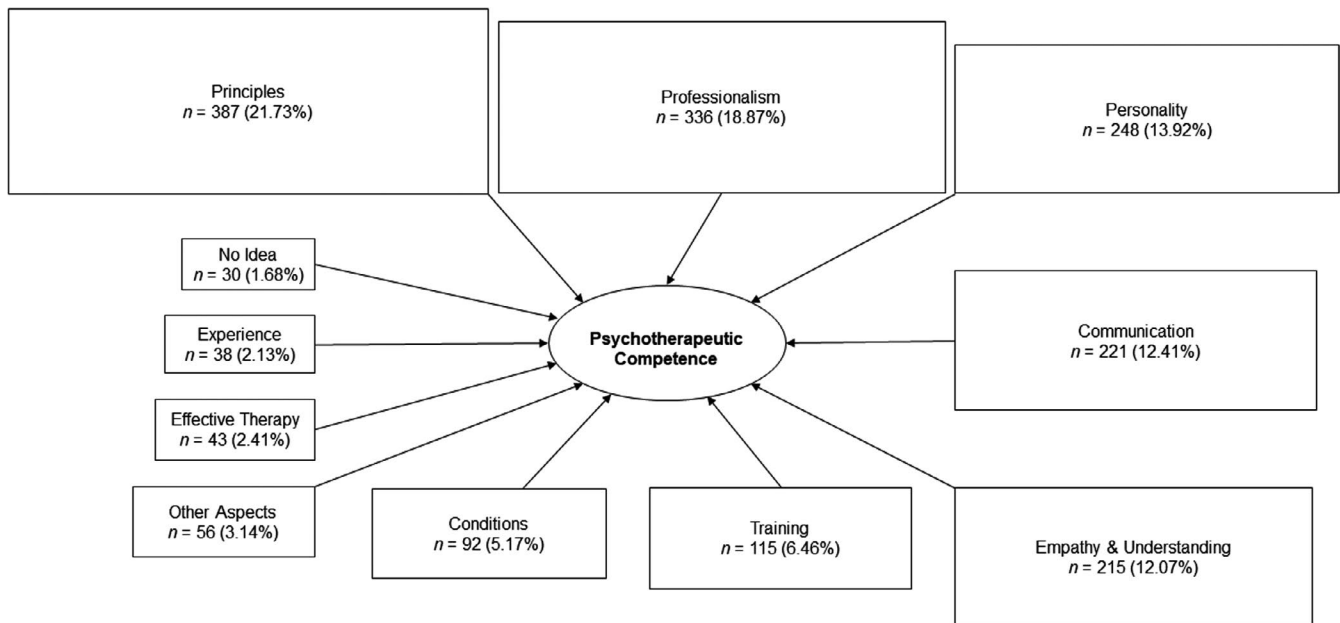 Principles
n = 387 (21.73%)
Professionalism
n = 336 (18.87%)
Personality
n = 248 (13.92%)
No Idea
n = 30 (1.68%)
Experience
n = 38 (2.13%)
Psychotherapeutic
Competence
Communication
n = 221 (12.41%)
Effective Therapy
n = 43 (2.41%)
Other Aspects
n = 56 (3.14%)
Conditions
n = 92 (5.17%)
Training
n = 115 (6.46%)
Empathy & Understanding
n = 215 (12.07%)